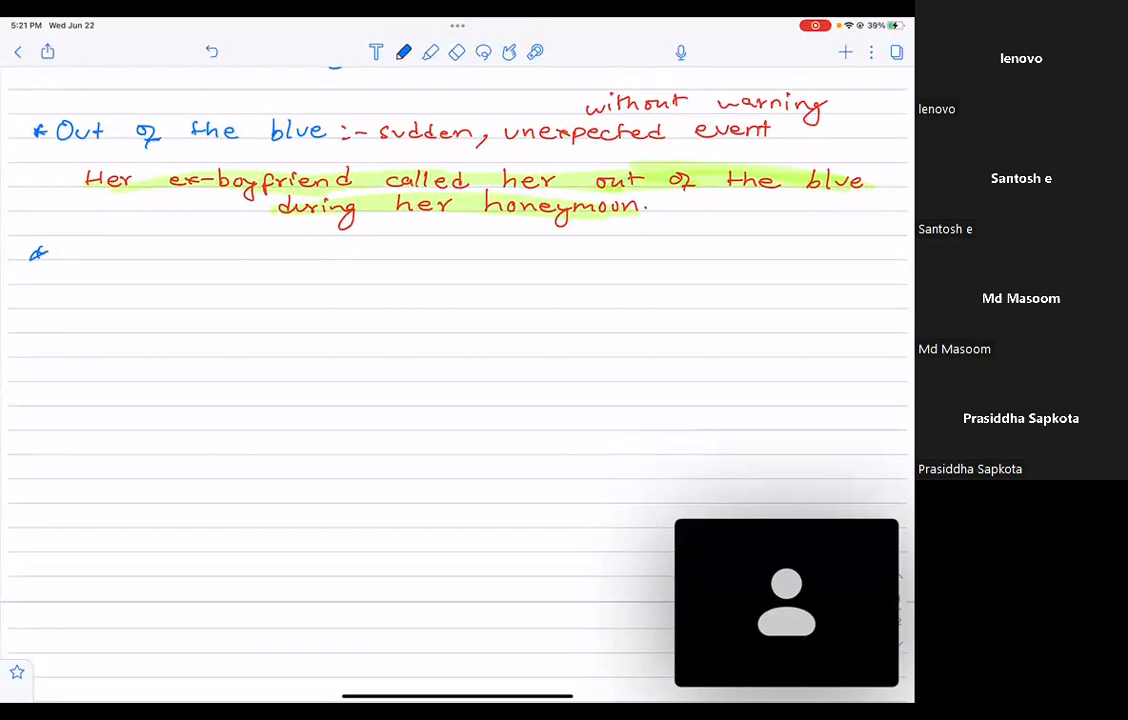 5:21 PM Wed Jun 22
39%
lenovo
lenovo
without warning
* Out of the blue :- sudden, unexpected event
Her ex-boyfriend called her out of the blue
during her honeymoon.
*
Santosh e
Santosh e
Md Masoom
Md Masoom
Prasiddha Sapkota
Prasiddha Sapkota